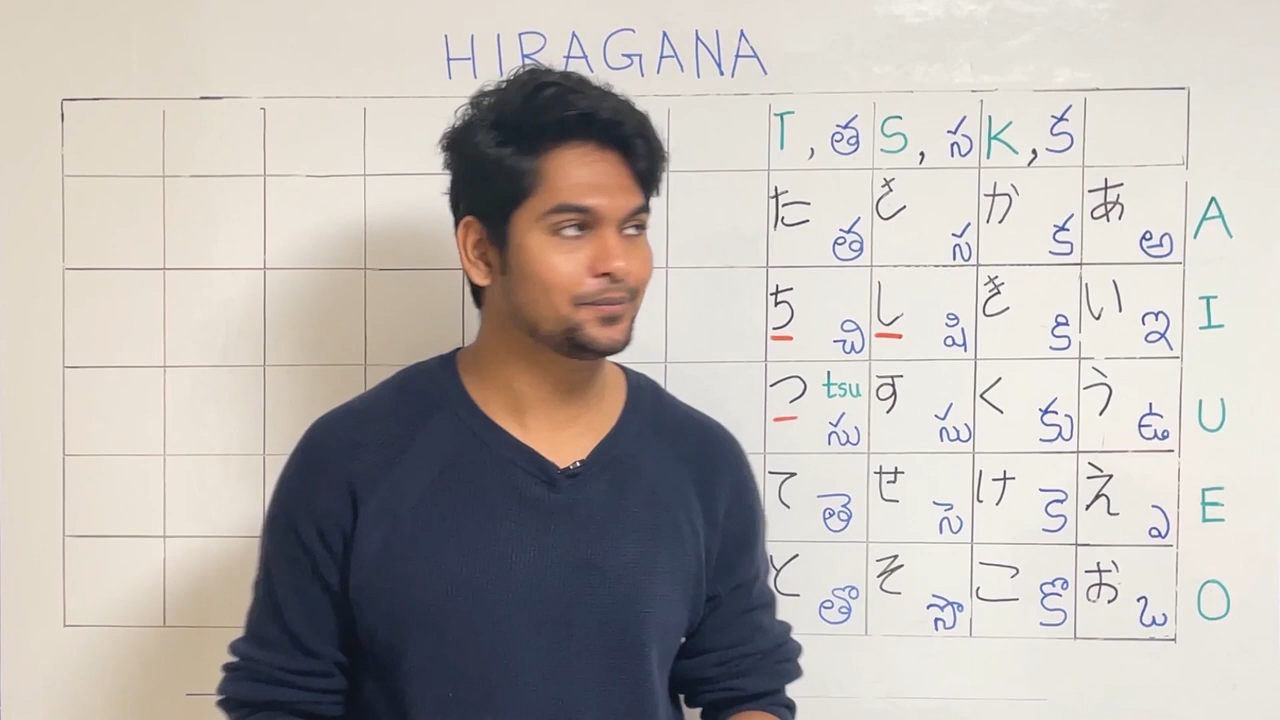 HIRAGANA
T, త S, స K, క
た త さ స か క あ అ A
ち చి し షి き కి い ఇ I
つ tsu సు す సు く కు う ఉ U
て తె せ సె け కె え ఎ E
と తొ そ సొ こ కొ お ఒ O